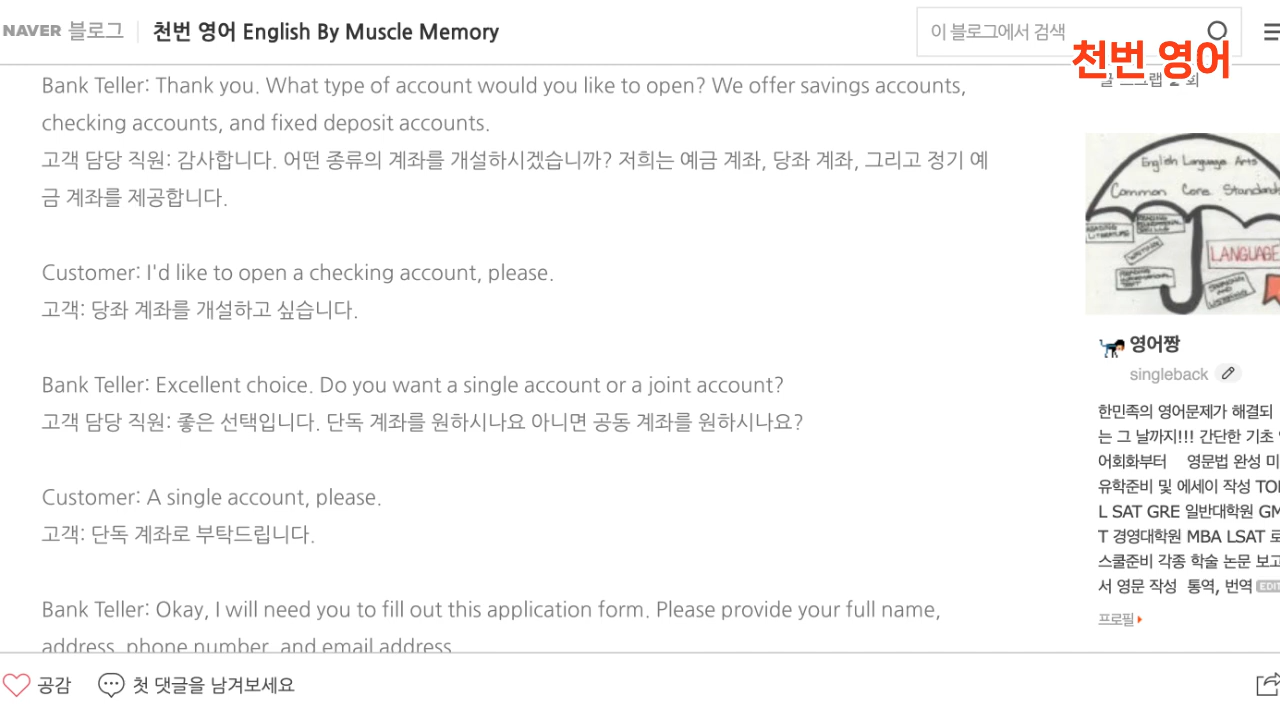 NAVER 블로그 천번 영어 English By Muscle Memory
이 블로그에서 검색
천번 영어
Bank Teller: Thank you. What type of account would you like to open? We offer savings accounts,
checking accounts, and fixed deposit accounts.
고객 담당 직원: 감사합니다. 어떤 종류의 계좌를 개설하시겠습니까? 저희는 예금 계좌, 당좌 계좌, 그리고 정기 예
금 계좌를 제공합니다.
Customer: I'd like to open a checking account, please.
고객: 당좌 계좌를 개설하고 싶습니다.
Bank Teller: Excellent choice. Do you want a single account or a joint account?
고객 담당 직원: 좋은 선택입니다. 단독 계좌를 원하시나요 아니면 공동 계좌를 원하시나요?
Customer: A single account, please.
고객: 단독 계좌로 부탁드립니다.
Bank Teller: Okay, I will need you to fill out this application form. Please provide your full name,
address, phone number, and email address
English Language Arts
Common Core Standards
READING LITERATURE
WRITING
LANGUAGE
SPEAKING AND LISTENING
영어짱
singleback
한민족의 영어문제가 해결되
는 그 날까지!!! 간단한 기초
어회화부터 영문법 완성 미
유학준비 및 에세이 작성
L SAT GRE 일반대학원
T 경영대학원 MBA LSAT 로
스쿨준비 각종 학술 논문 보고
서 영문 작성 통역, 번역 EDIT
프로필
공감 첫 댓글을 남겨보세요